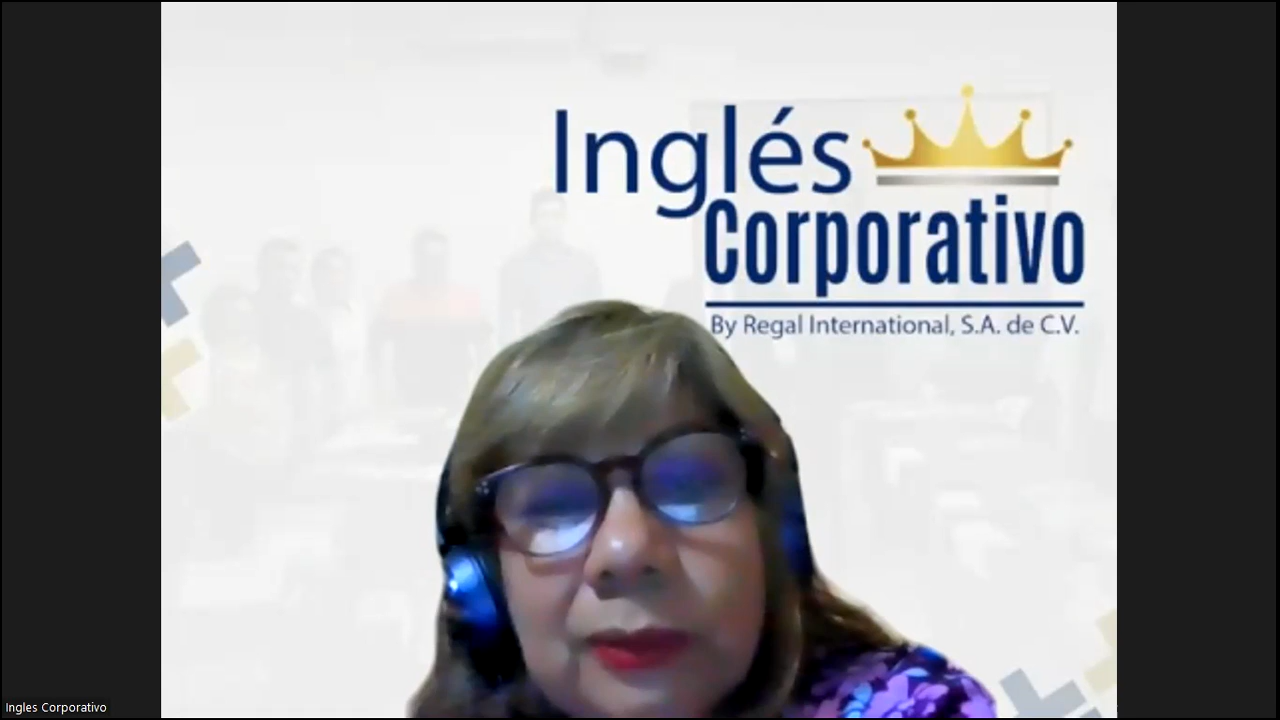 Inglés
Corporativo
By Regal International, S.A. de C.V.
Ingles Corporativo